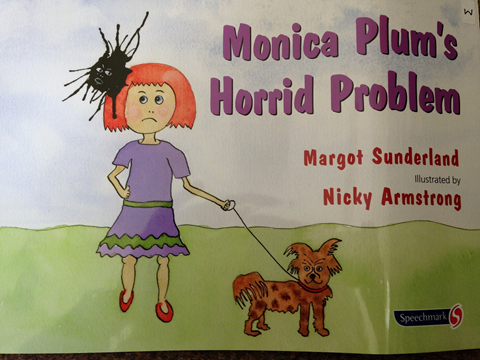 Monica Plum's
Horrid Problem
Margot Sunderland
Illustrated by
Nicky Armstrong
Speechmark